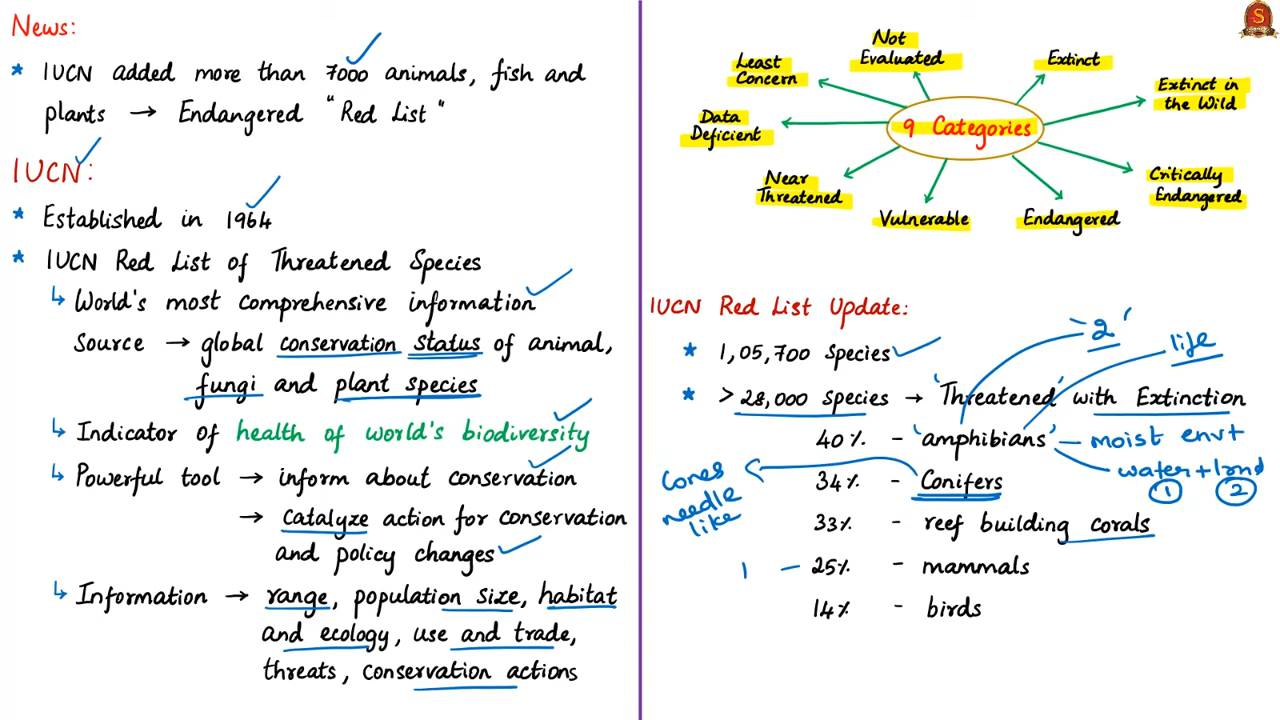 News:
* IUCN added more than 7000 animals, fish and
plants → Endangered "Red List"
IUCN:
* Established in 1964
* IUCN Red List of Threatened Species
↳ World's most comprehensive information
Source → global conservation status of animal,
fungi and plant species
↳ Indicator of health of world's biodiversity
↳ Powerful tool → inform about conservation
→ Catalyze action for conservation
and policy changes
↳ Information → range, population size, habitat
and ecology, use and trade,
threats, conservation actions
9 Categories
Not
Evaluated
Extinct
Extinct in
the Wild
Critically
Endangered
Endangered
Vulnerable
Near
Threatened
Data
Deficient
Least
Concern
IUCN Red List Update:
* 1,05,700 Species
* > 28,000 species → 'Threatened' with Extinction
'2'
life
40% - 'amphibians' - moist envt
water + land
1 2
34% - Conifers
cones
needle
like
33% - reef building corals
1 - 25% - mammals
14% - birds
S